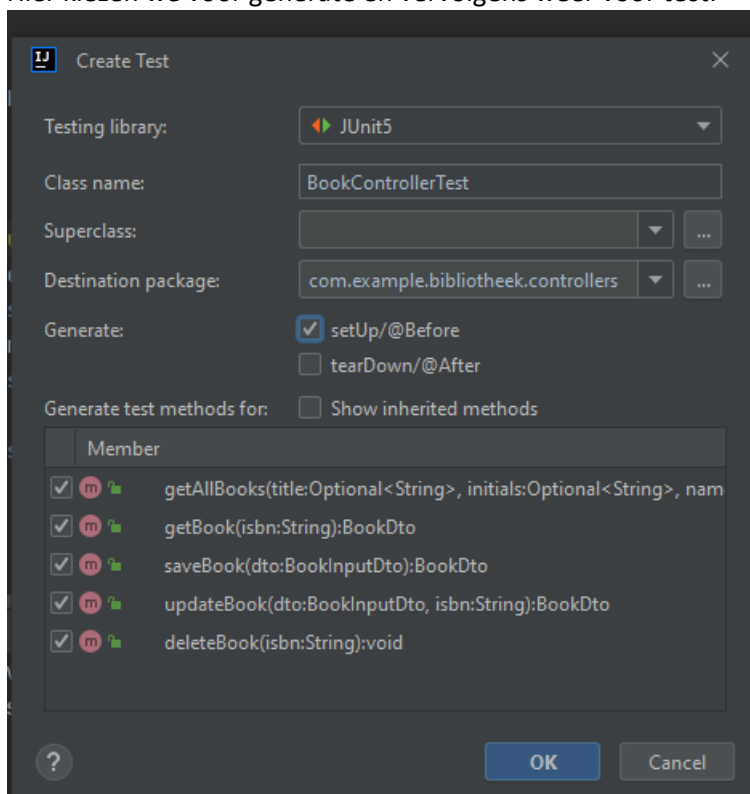 Hier kiezen we voor generate en vervolgens weer voor test.
IJ Create Test
Testing library: JUnit5
Class name: BookControllerTest
Superclass: ...
Destination package: com.example.bibliotheek.controllers ...
Generate: setUp/@Before
tearDown/@After
Generate test methods for: Show inherited methods
Member
m getAllBooks(title:Optional<String>, initials:Optional<String>, nam
m getBook(isbn:String):BookDto
m saveBook(dto:BookInputDto):BookDto
m updateBook(dto:BookInputDto, isbn:String):BookDto
m deleteBook(isbn:String):void
? OK Cancel